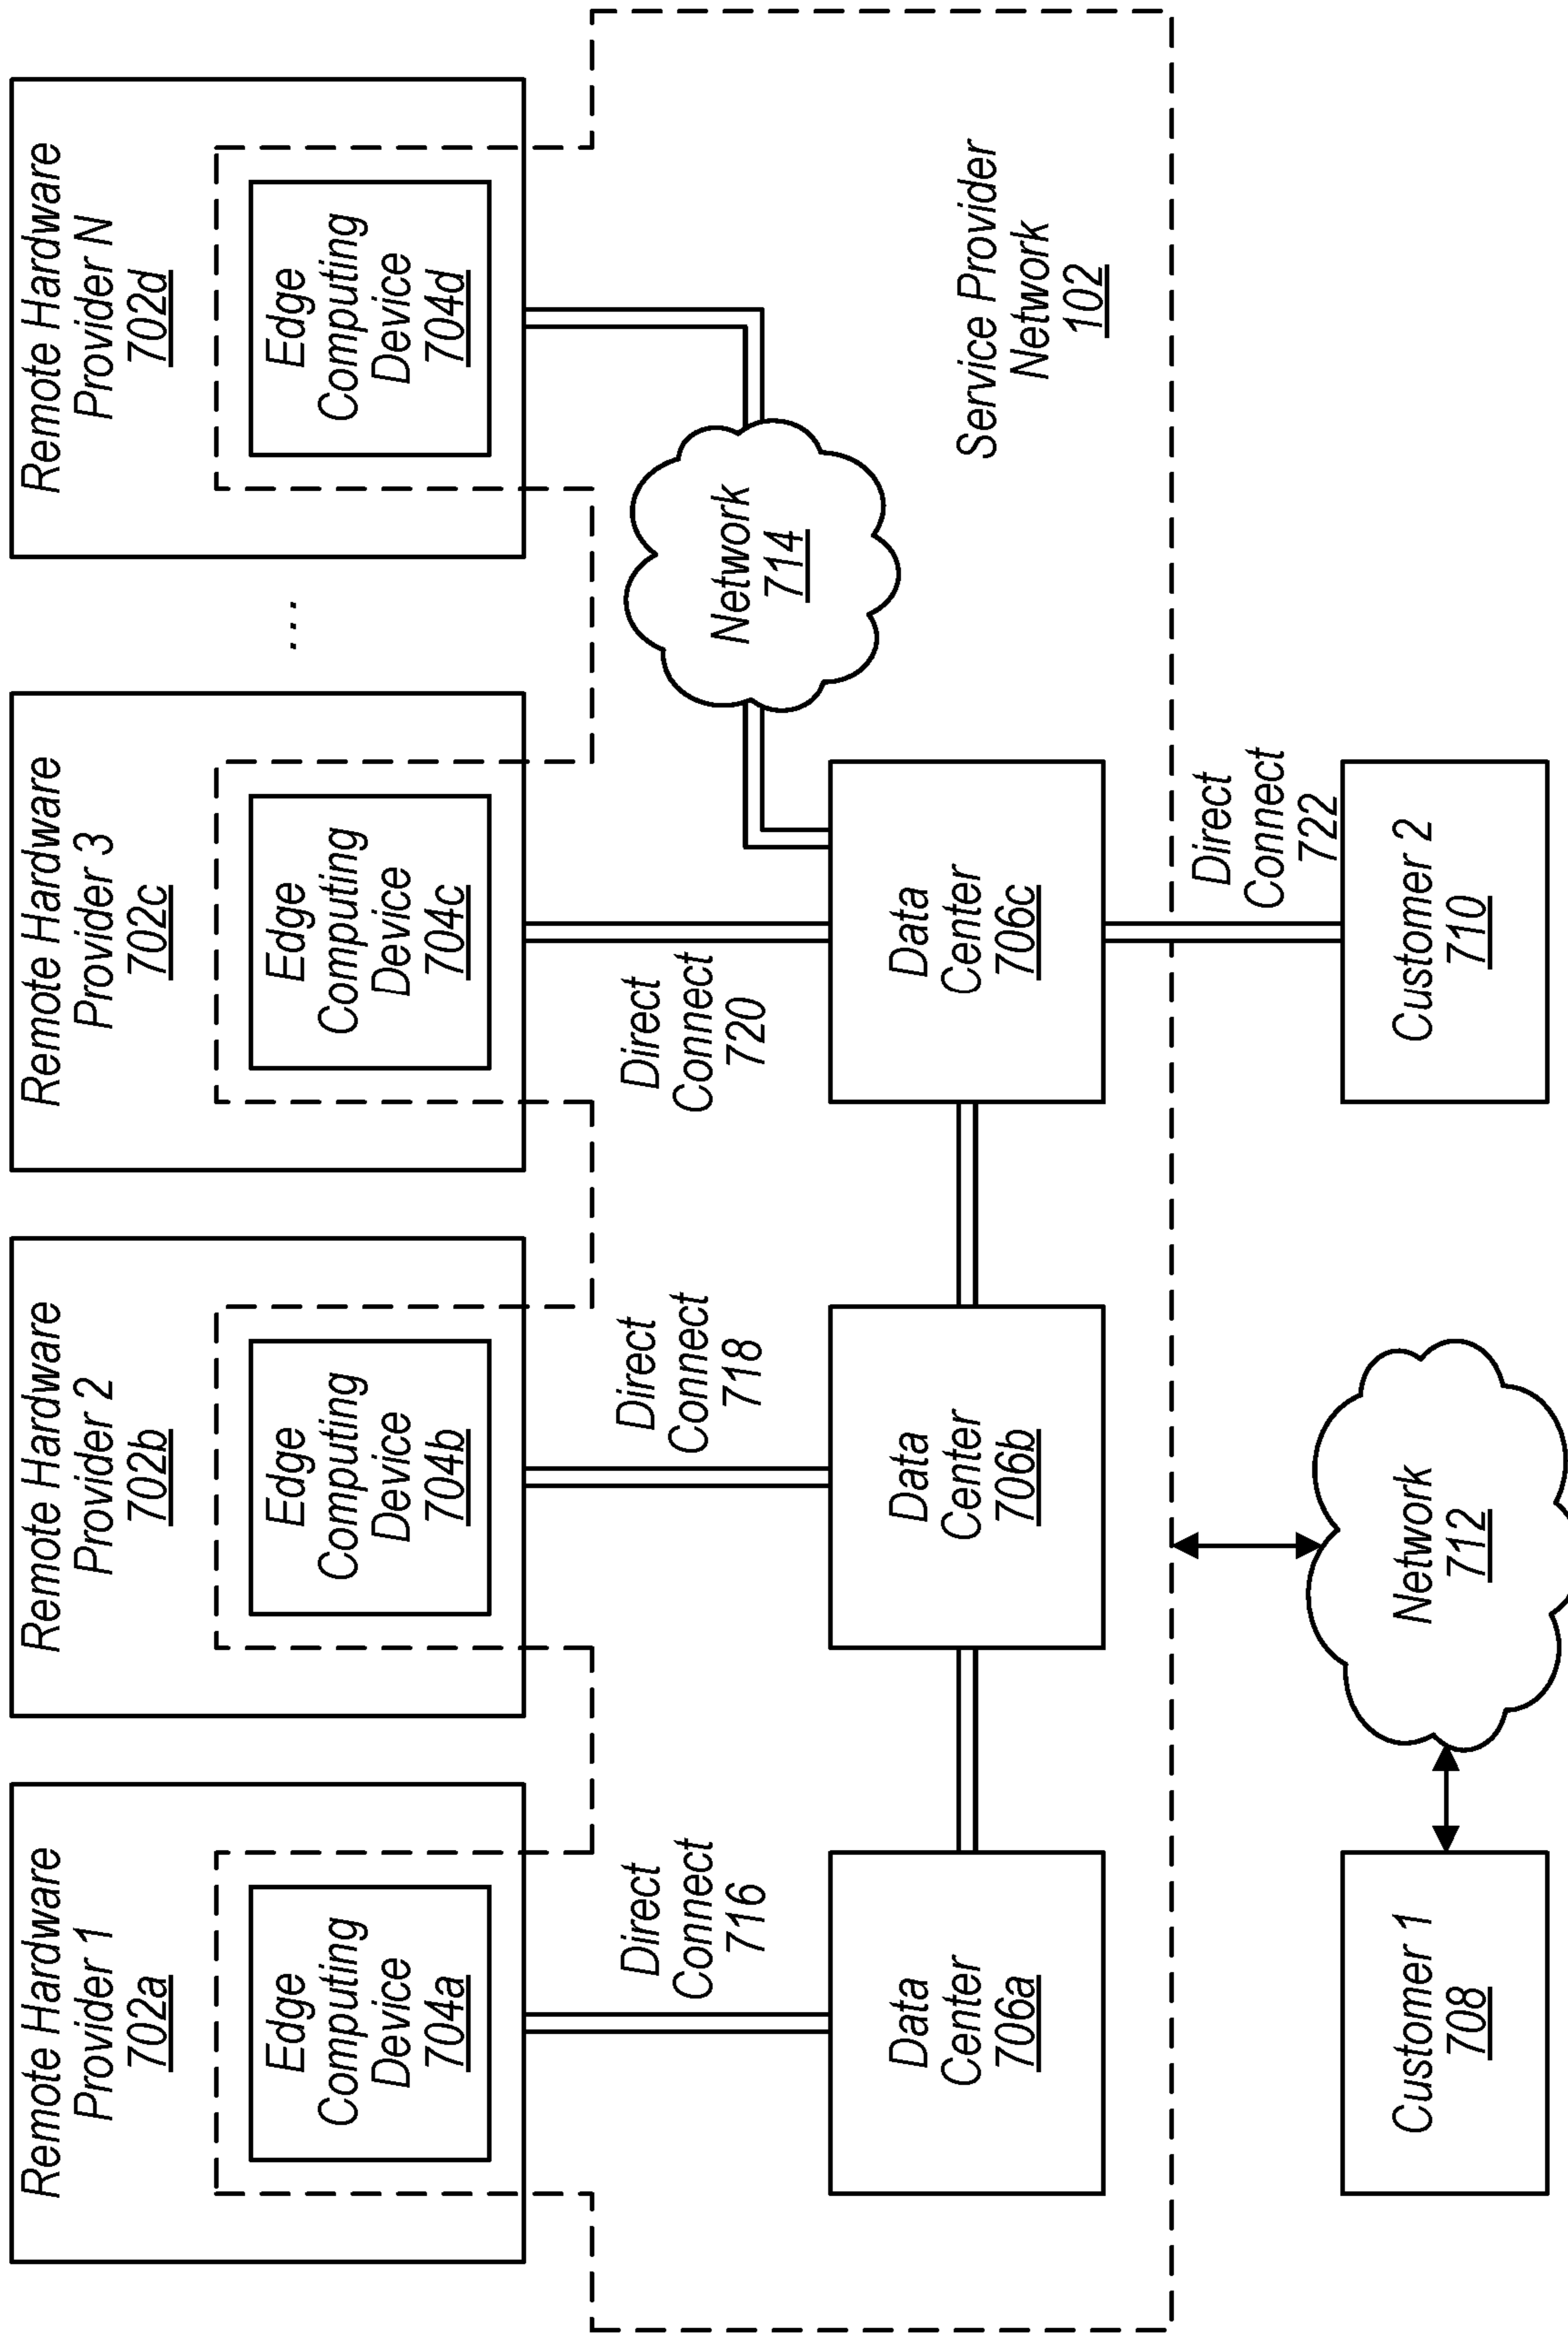 Remote Hardware
Provider 1
702a
Edge
Computing
Device
704a
Remote Hardware
Provider 2
702b
Edge
Computing
Device
704b
Remote Hardware
Provider 3
702c
Edge
Computing
Device
704c
...
Remote Hardware
Provider N
702d
Edge
Computing
Device
704d
Direct
Connect
716
Direct
Connect
718
Direct
Connect
720
Network
714
Data
Center
706a
Data
Center
706b
Data
Center
706c
Service Provider
Network
102
Direct
Connect
722
Customer 1
708
Network
712
Customer 2
710